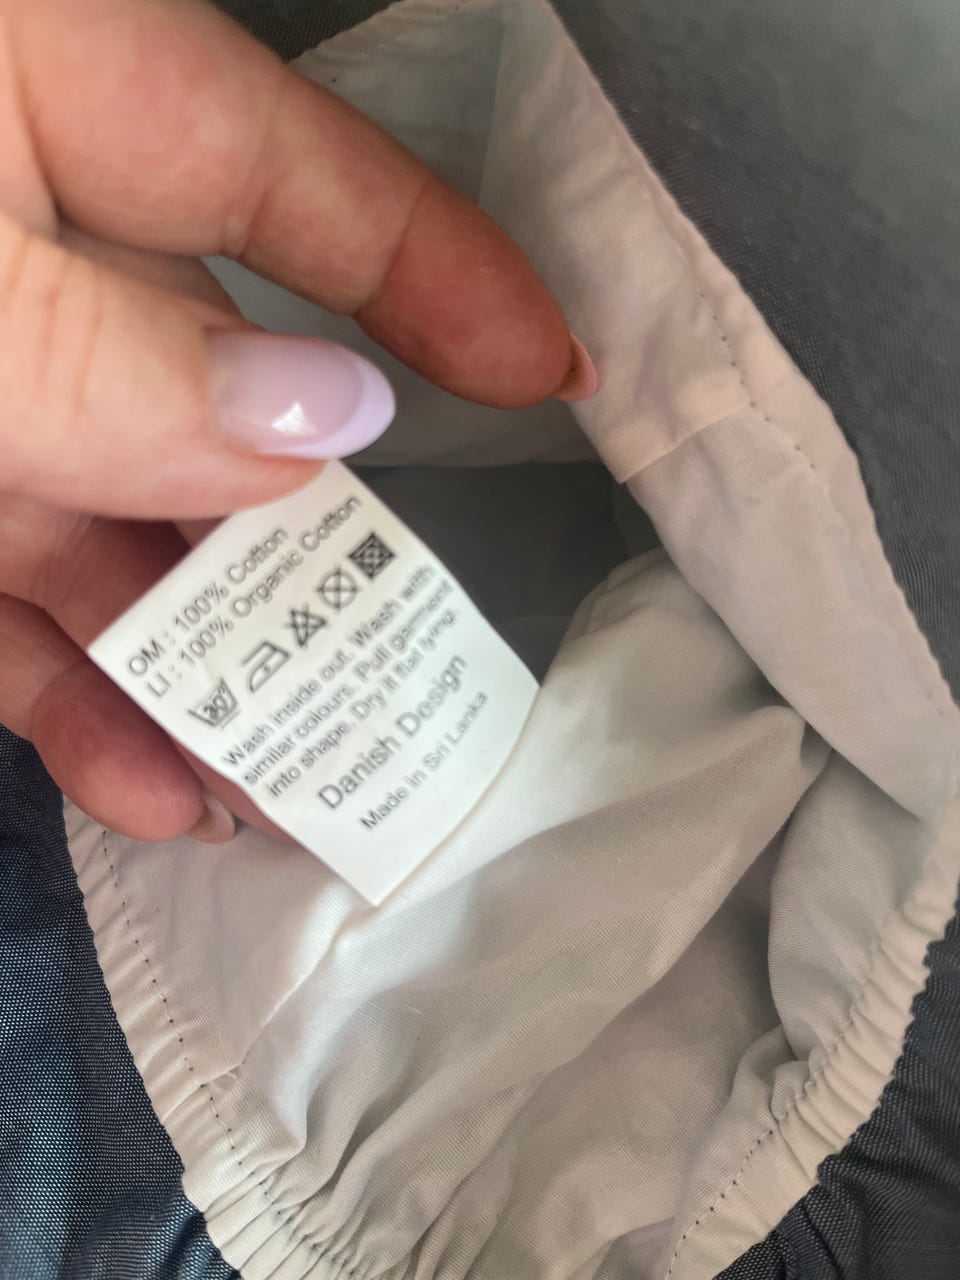 OM : 100% Cotton
LI : 100% Organic Cotton
30°
Wash inside out. Wash with
similar colours. Pull garment
into shape. Dry it flat lying.
Danish Design
Made in Sri Lanka